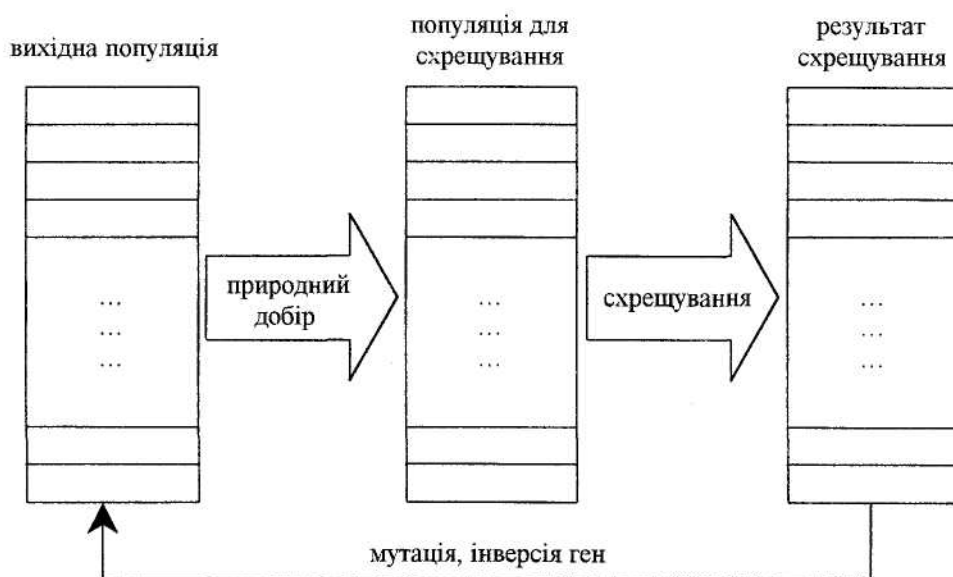 вихідна популяція
популяція для
схрещування
результат
схрещування
природний
добір
схрещування
...
...
...
...
...
...
...
...
...
мутація, інверсія ген